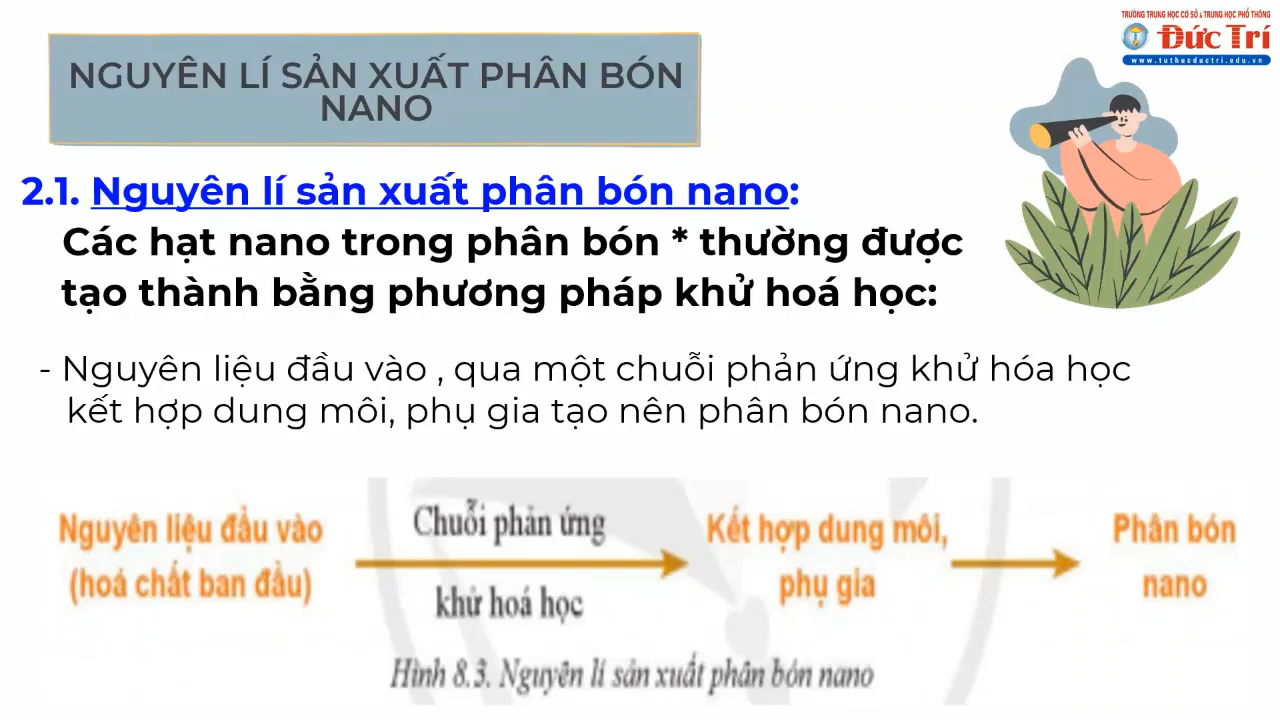 TRƯỜNG TRUNG HỌC CƠ SỞ & TRUNG HỌC PHỔ THÔNG
Đức Trí
www.tuthucductri.edu.vn
NGUYÊN LÍ SẢN XUẤT PHÂN BÓN
NANO
2.1. Nguyên lí sản xuất phân bón nano:
Các hạt nano trong phân bón * thường được
tạo thành bằng phương pháp khử hoá học:
- Nguyên liệu đầu vào , qua một chuỗi phản ứng khử hóa học
kết hợp dung môi, phụ gia tạo nên phân bón nano.
Nguyên liệu đầu vào
(hoá chất ban đầu)
Chuỗi phản ứng
khử hoá học
Kết hợp dung môi,
phụ gia
Phân bón
nano
Hình 8.3. Nguyên lí sản xuất phân bón nano